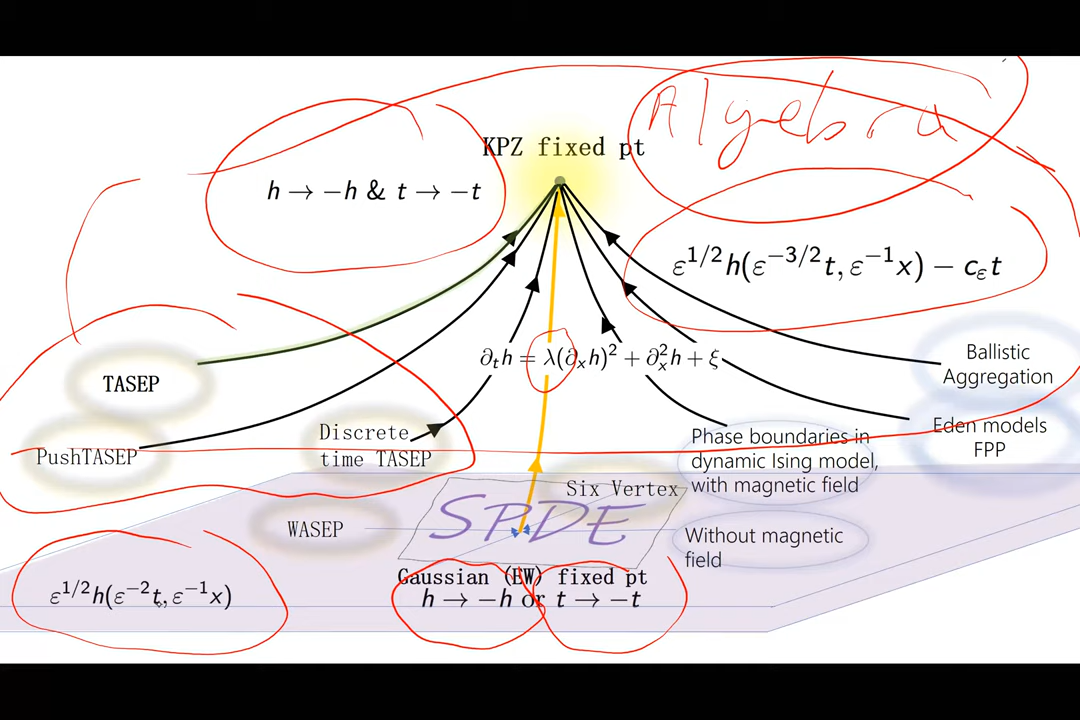 Algebra
KPZ fixed pt
h → −h & t → −t
ε^{1/2}h(ε^{−3/2}t, ε^{−1}x) − c_ε t
∂_t h = λ(∂_x h)^2 + ∂_x^2 h + ξ
TASEP
Ballistic
Aggregation
PushTASEP
Discrete
time TASEP
Phase boundaries in
dynamic Ising model,
with magnetic field
Eden models
FPP
Six Vertex
WASEP
SPDE
Without magnetic
field
Gaussian (EW) fixed pt
h → −h or t → −t
ε^{1/2}h(ε^{−2}t, ε^{−1}x)